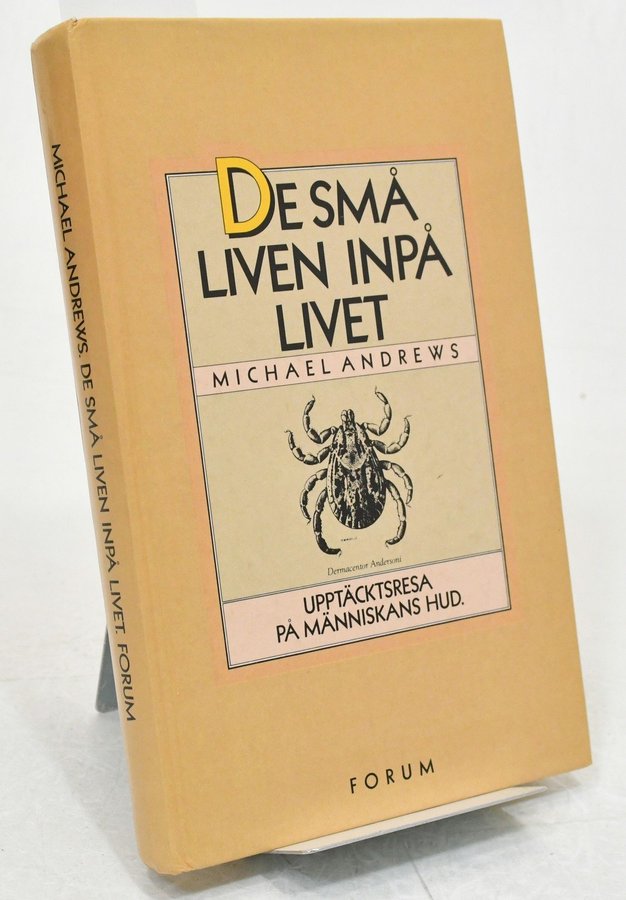 MICHAEL ANDREWS. DE SMÅ LIVEN INPÅ LIVET. FORUM
DE SMÅ
LIVEN INPÅ
LIVET
MICHAEL ANDREWS
Dermacentor Andersoni
UPPTÄCKTSRESA
PÅ MÄNNISKANS HUD.
FORUM